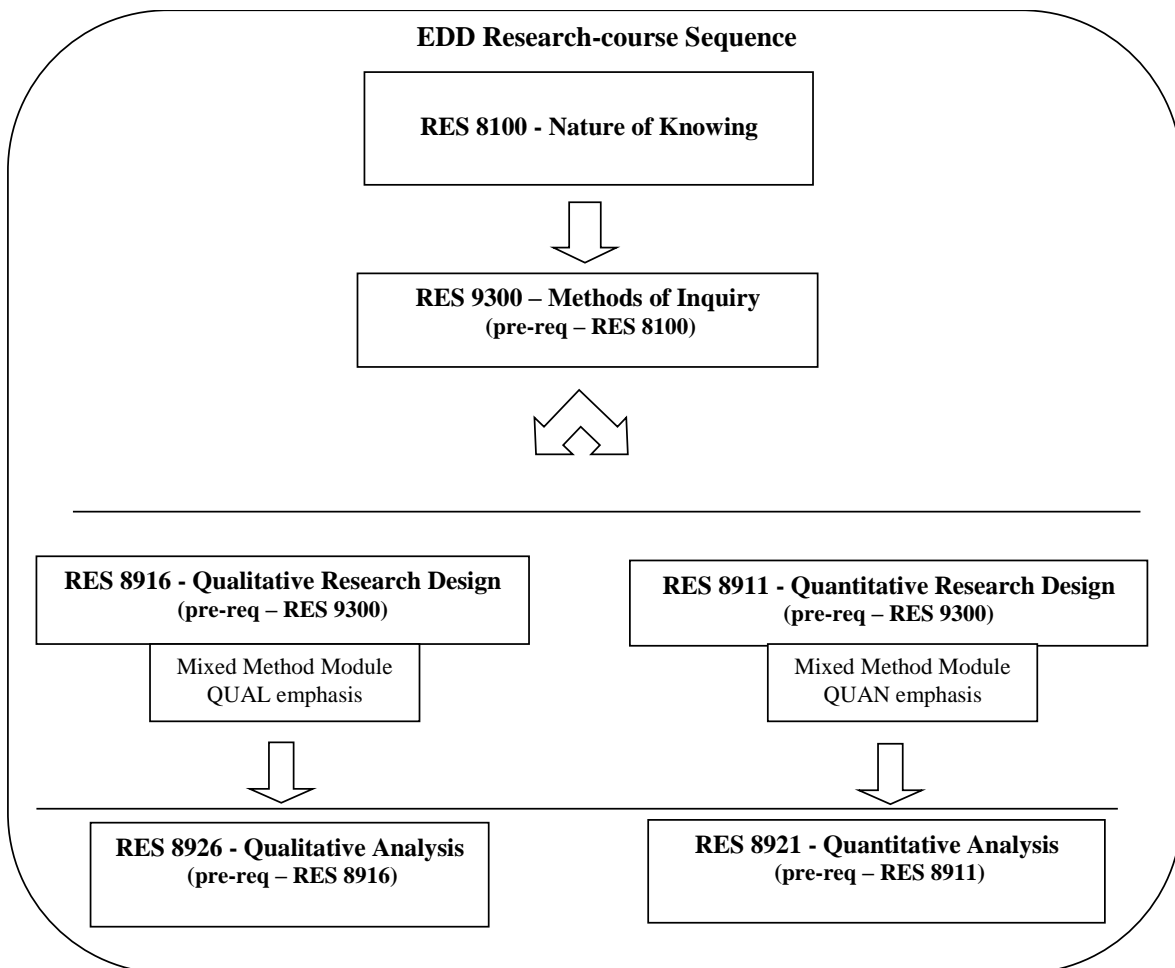 EDD Research-course Sequence
RES 8100 - Nature of Knowing
RES 9300 – Methods of Inquiry
(pre-req – RES 8100)
RES 8916 - Qualitative Research Design
(pre-req – RES 9300)
Mixed Method Module
QUAL emphasis
RES 8911 - Quantitative Research Design
(pre-req – RES 9300)
Mixed Method Module
QUAN emphasis
RES 8926 - Qualitative Analysis
(pre-req – RES 8916)
RES 8921 - Quantitative Analysis
(pre-req – RES 8911)